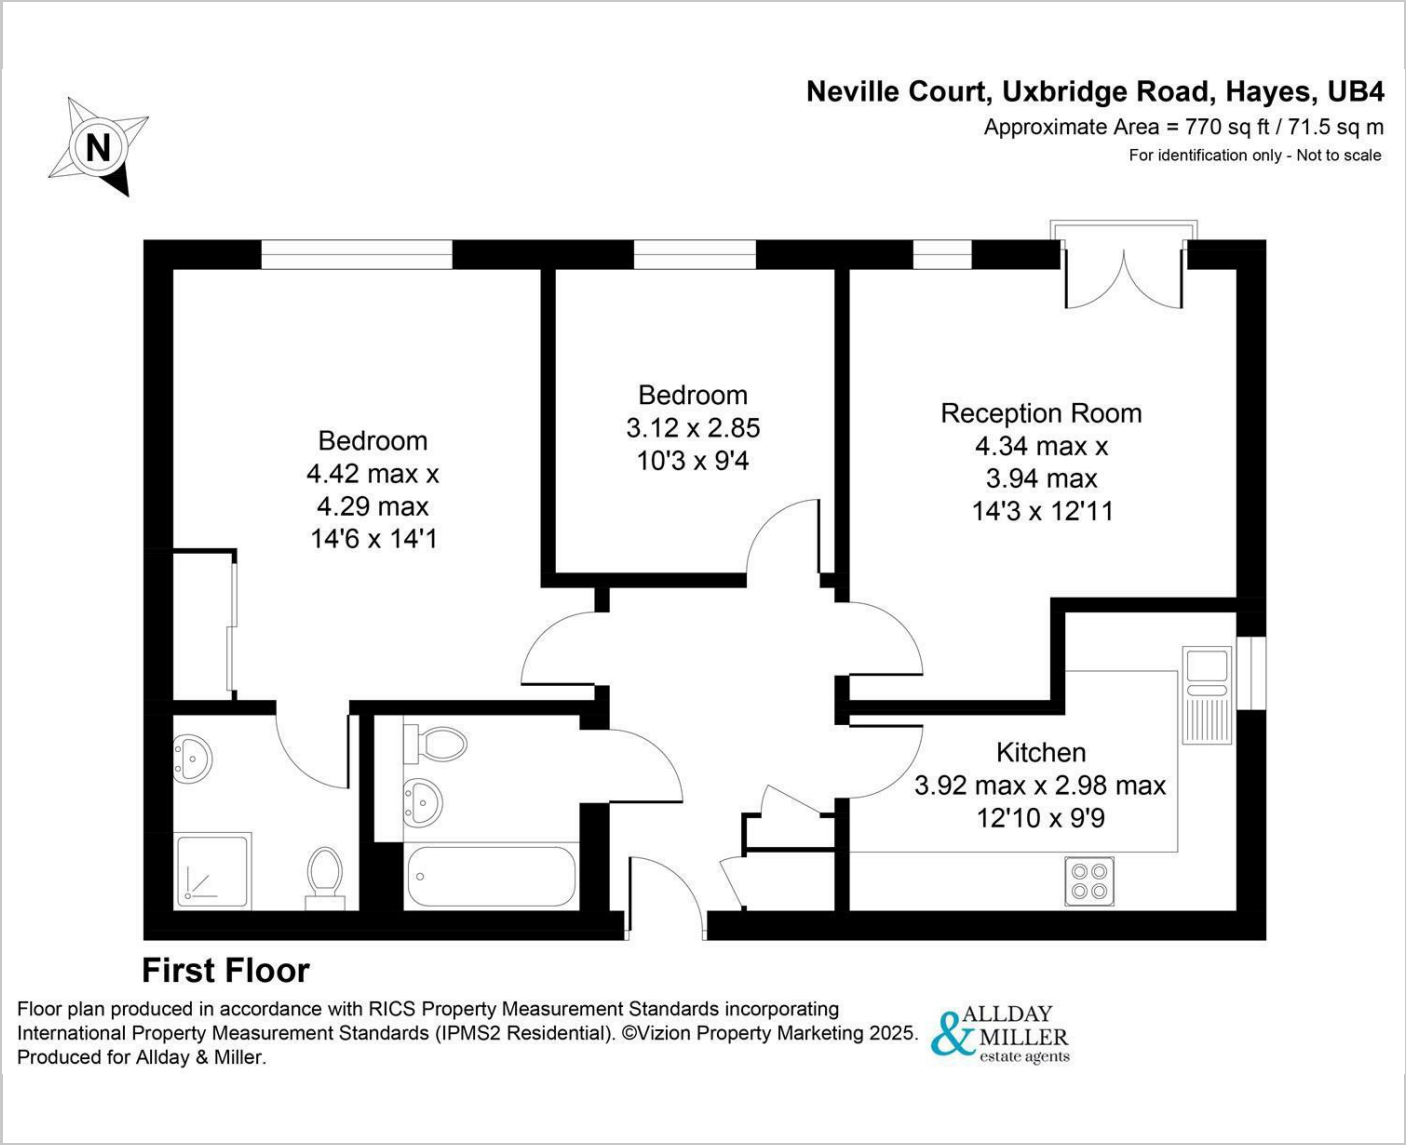 N
Neville Court, Uxbridge Road, Hayes, UB4
Approximate Area = 770 sq ft / 71.5 sq m
For identification only - Not to scale
Bedroom
4.42 max x
4.29 max
14'6 x 14'1
Bedroom
3.12 x 2.85
10'3 x 9'4
Reception Room
4.34 max x
3.94 max
14'3 x 12'11
Kitchen
3.92 max x 2.98 max
12'10 x 9'9
First Floor
Floor plan produced in accordance with RICS Property Measurement Standards incorporating
International Property Measurement Standards (IPMS2 Residential). ©Vizion Property Marketing 2025.
Produced for Allday & Miller.
ALLDAY
& MILLER
estate agents